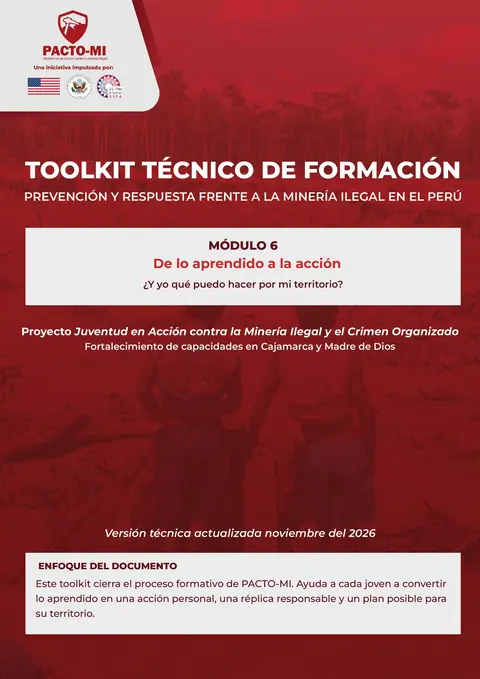 PACTO-MI
Una iniciativa impulsada por:
TOOLKIT TÉCNICO DE FORMACIÓN
PREVENCIÓN Y RESPUESTA FRENTE A LA MINERÍA ILEGAL EN EL PERÚ
MÓDULO 6
De lo aprendido a la acción
¿Y yo qué puedo hacer por mi territorio?
Proyecto Juventud en Acción contra la Minería Ilegal y el Crimen Organizado
Fortalecimiento de capacidades en Cajamarca y Madre de Dios
Versión técnica actualizada noviembre del 2026
ENFOQUE DEL DOCUMENTO
Este toolkit cierra el proceso formativo de PACTO-MI. Ayuda a cada joven a convertir
lo aprendido en una acción personal, una réplica responsable y un plan posible para
su territorio.